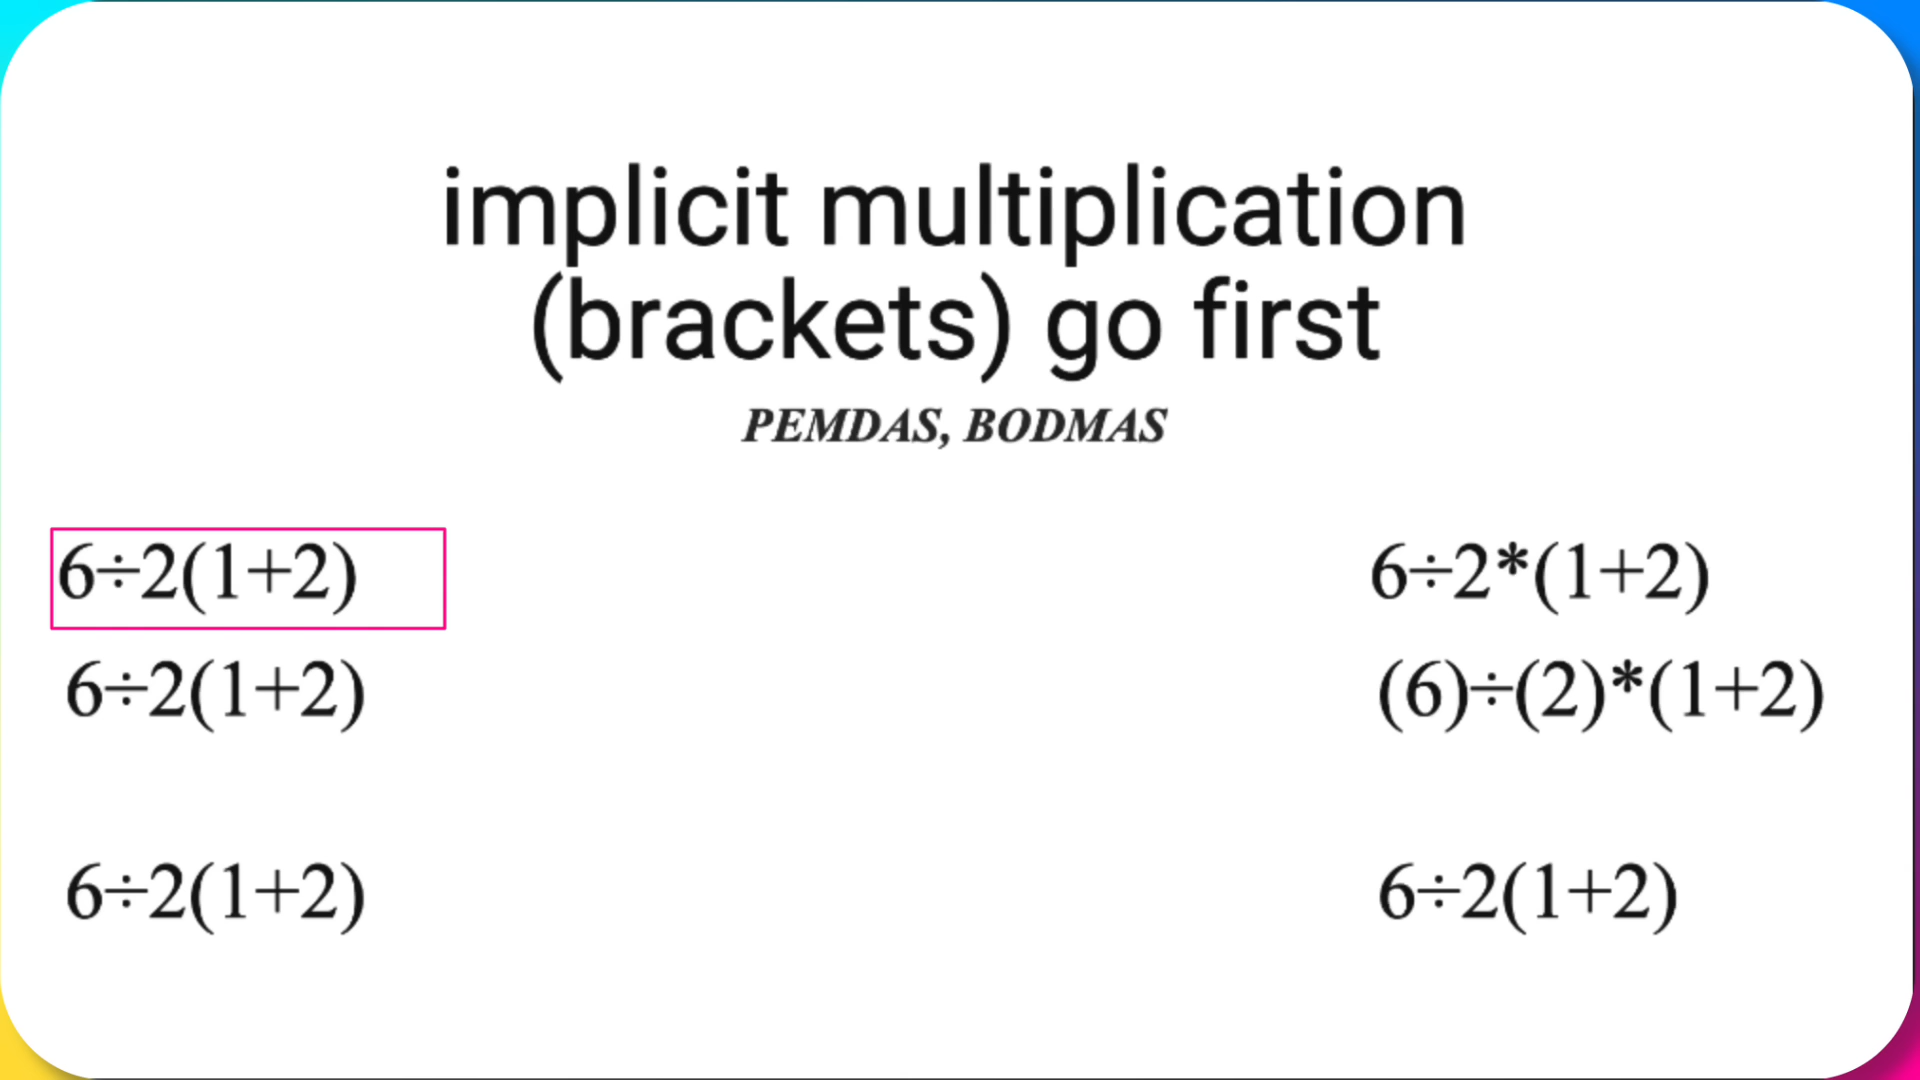 implicit multiplication
(brackets) go first
PEMDAS, BODMAS
6÷2(1+2)
6÷2*(1+2)
6÷2(1+2)
(6)÷(2)*(1+2)
6÷2(1+2)
6÷2(1+2)